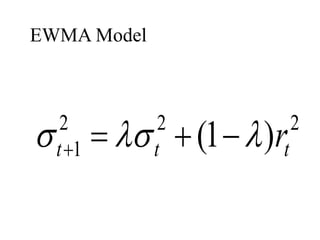 EWMA Model
σ²ₜ₊₁ = λσ²ₜ + (1 − λ)r²ₜ